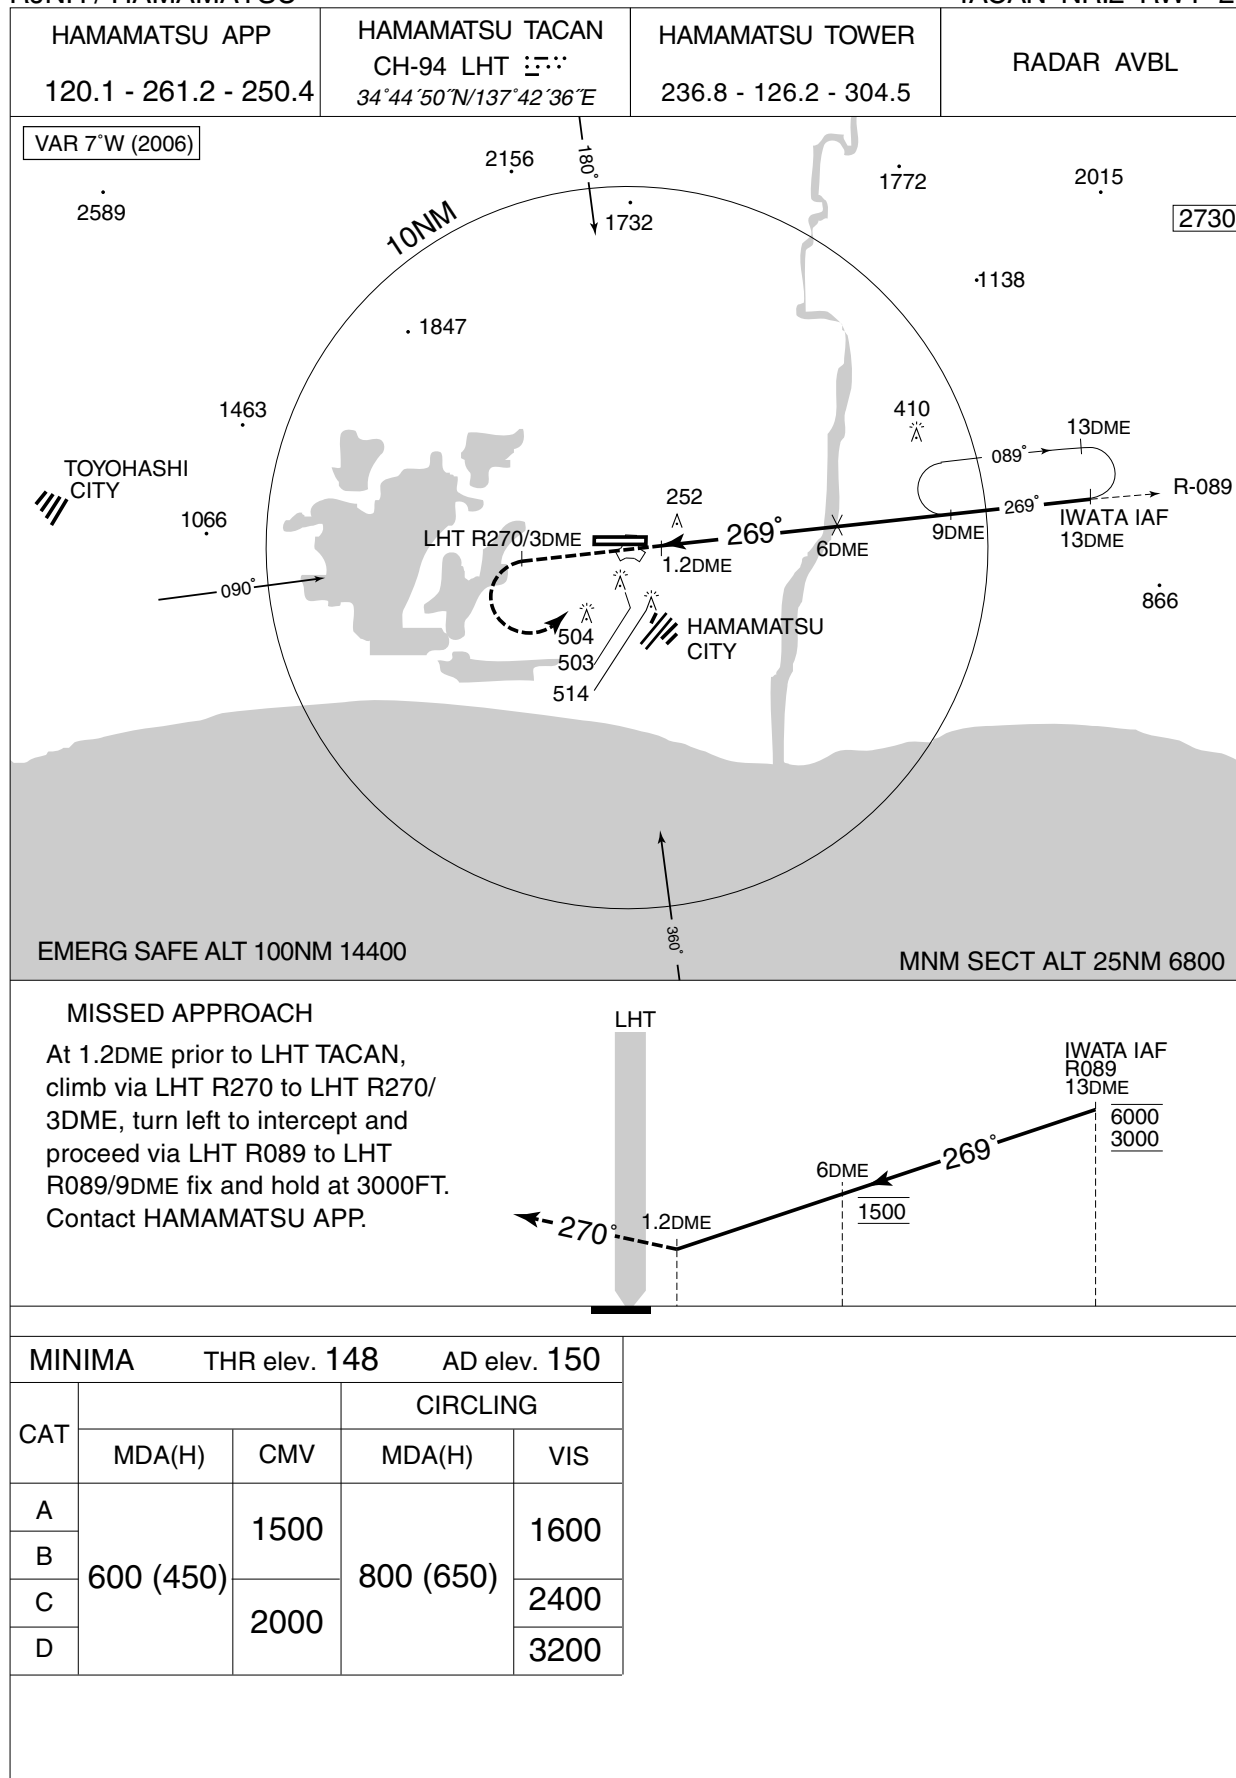 HAMAMATSU APP
120.1 - 261.2 - 250.4
HAMAMATSU TACAN
CH-94 LHT
34°44´50˝N/137°42´36˝E
HAMAMATSU TOWER
236.8 - 126.2 - 304.5
RADAR AVBL
VAR 7°W (2006)
2589
2156
180°
1732
1772
2015
2730
10NM
1138
1847
1463
410
13DME
089°
TOYOHASHI
CITY
R-089
252
269°
1066
LHT R270/3DME
269°
IWATA IAF
13DME
9DME
6DME
1.2DME
090°
866
504
HAMAMATSU
CITY
503
514
360°
EMERG SAFE ALT 100NM 14400
MNM SECT ALT 25NM 6800
MISSED APPROACH
At 1.2DME prior to LHT TACAN,
climb via LHT R270 to LHT R270/
3DME, turn left to intercept and
proceed via LHT R089 to LHT
R089/9DME fix and hold at 3000FT.
Contact HAMAMATSU APP.
LHT
IWATA IAF
R089
13DME
6000
3000
269°
6DME
1500
1.2DME
270°
MINIMA THR elev. 148 AD elev. 150
CAT
CIRCLING
MDA(H) CMV MDA(H) VIS
A
B
C
D
600 (450)
1500
2000
800 (650)
1600
2400
3200